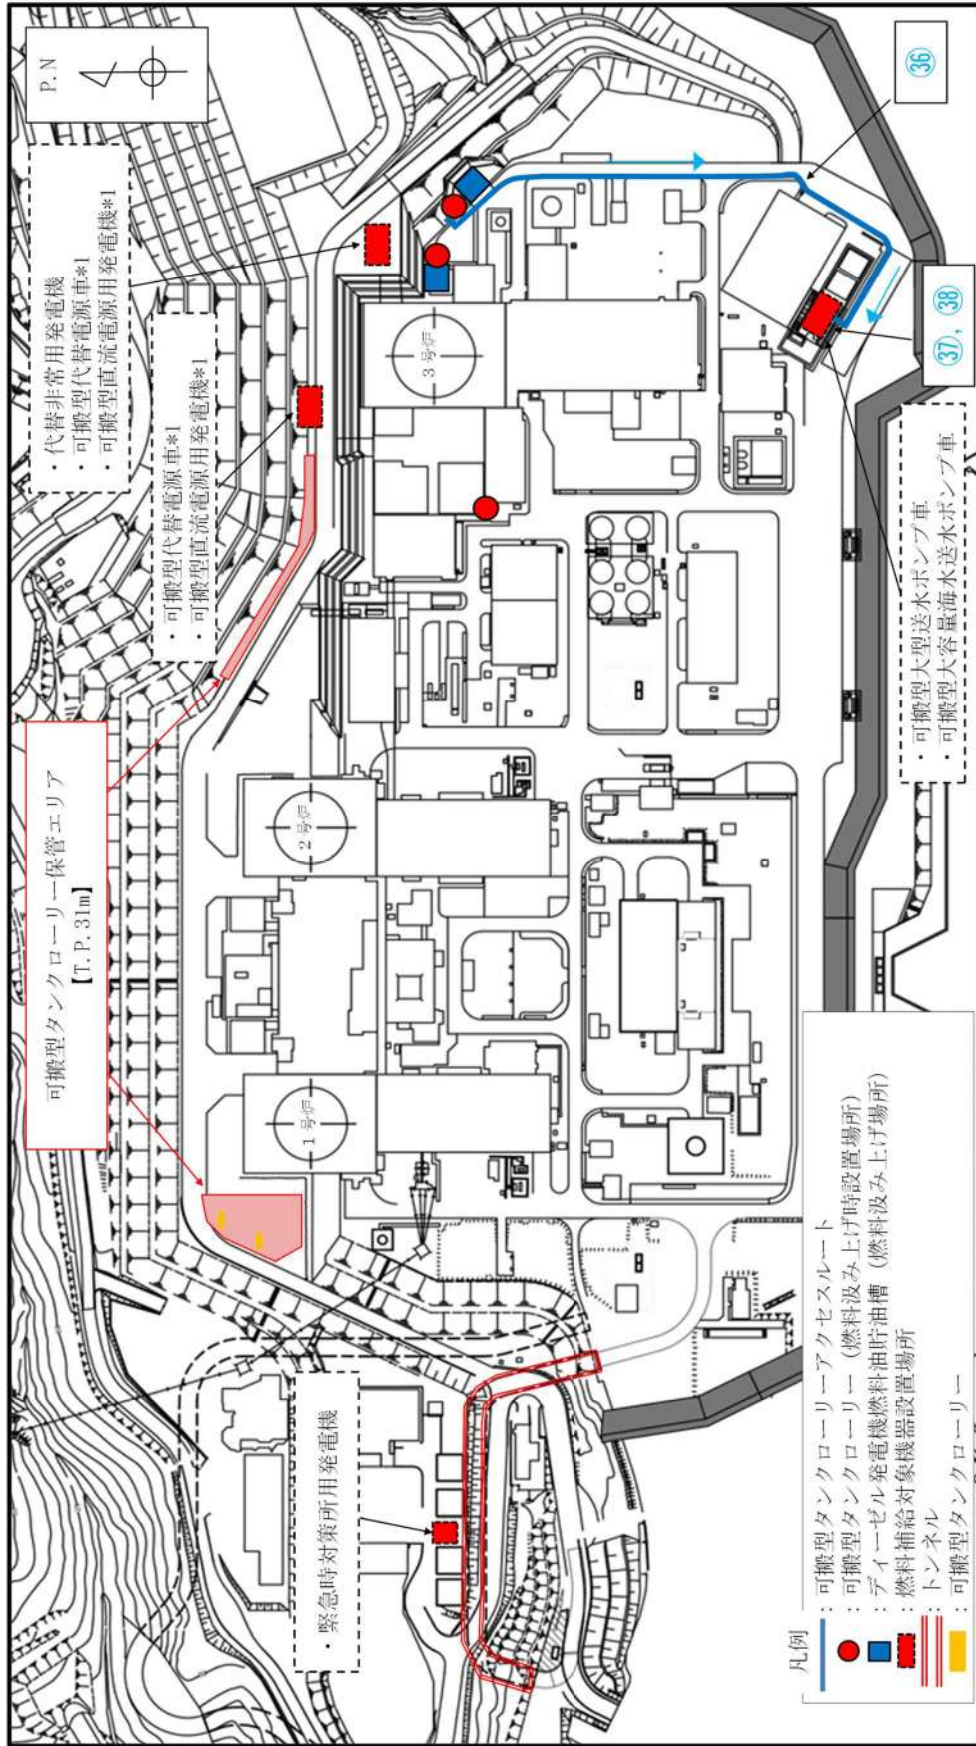 P.N
・代替非常用発電機
・可搬型代替電源車*1
・可搬型直流電源用発電機*1
・可搬型代替電源車*1
・可搬型直流電源用発電機*1
可搬型タンクローリー保管エリア
【T.P.31m】
・緊急時対策所用発電機
1号炉
2号炉
3号炉
㊱
㊲，㊳
・可搬型大型送水ポンプ車
・可搬型大容量海水送水ポンプ車
凡例
：可搬型タンクローリーアクセスルート
：可搬型タンクローリー（燃料汲み上げ時設置場所）
：ディーゼル発電機燃料油貯油槽（燃料汲み上げ場所）
：燃料補給対象機器設置場所
：トンネル
：可搬型タンクローリー